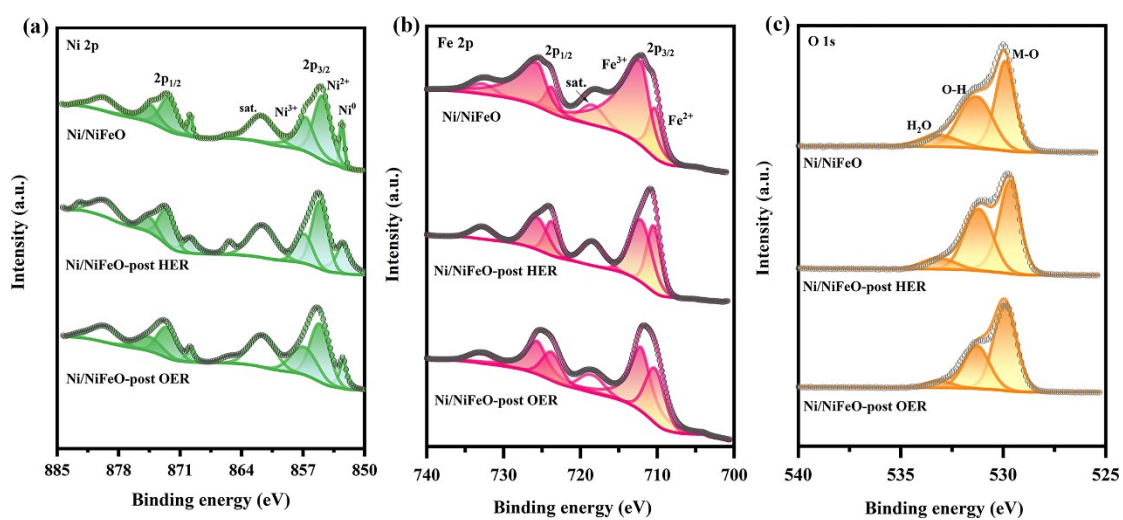 (a)
Ni 2p
2p1/2
2p3/2
Ni2+
Ni3+
Ni0
sat.
Ni/NiFeO
Ni/NiFeO-post HER
Ni/NiFeO-post OER
Intensity (a.u.)
885 878 871 864 857 850
Binding energy (eV)
(b)
Fe 2p
2p1/2
Fe3+
2p3/2
sat.
Fe2+
Ni/NiFeO
Ni/NiFeO-post HER
Ni/NiFeO-post OER
Intensity (a.u.)
740 730 720 710 700
Binding energy (eV)
(c)
O 1s
M-O
O-H
H2O
Ni/NiFeO
Ni/NiFeO-post HER
Ni/NiFeO-post OER
Intensity (a.u.)
540 535 530 525
Binding energy (eV)